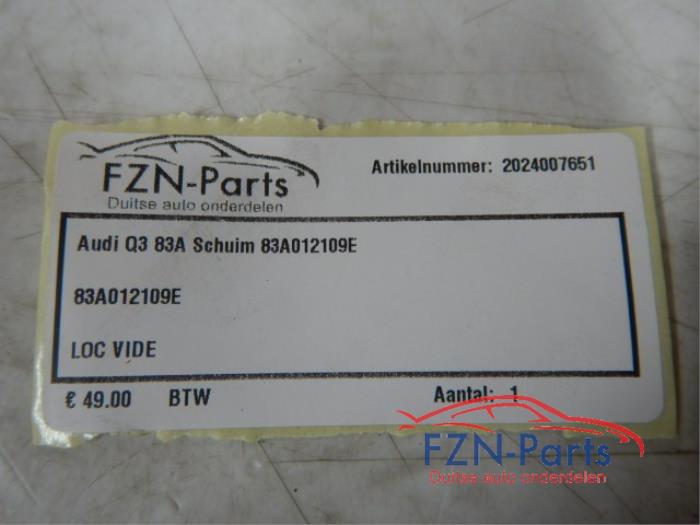 FZN-Parts
Duitse auto onderdelen
Artikelnummer: 2024007651
Audi Q3 83A Schuim 83A012109E
83A012109E
LOC VIDE
€ 49.00 BTW Aantal: 1
FZN-Parts
Duitse auto onderdelen